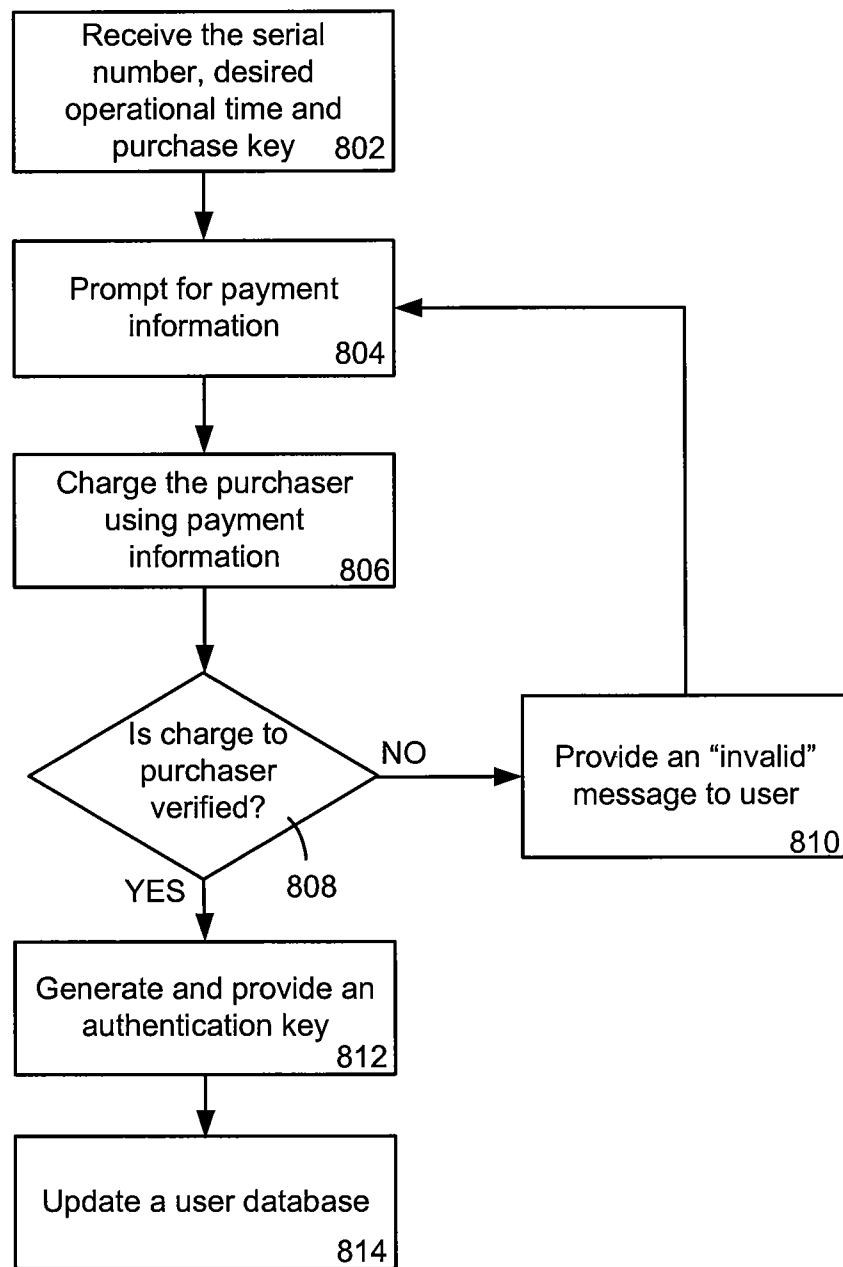 Receive the serial
number, desired
operational time and
purchase key
802
Prompt for payment
information
804
Charge the purchaser
using payment
information
806
Is charge to
purchaser
verified?
808
NO
YES
Provide an “invalid”
message to user
810
Generate and provide an
authentication key
812
Update a user database
814